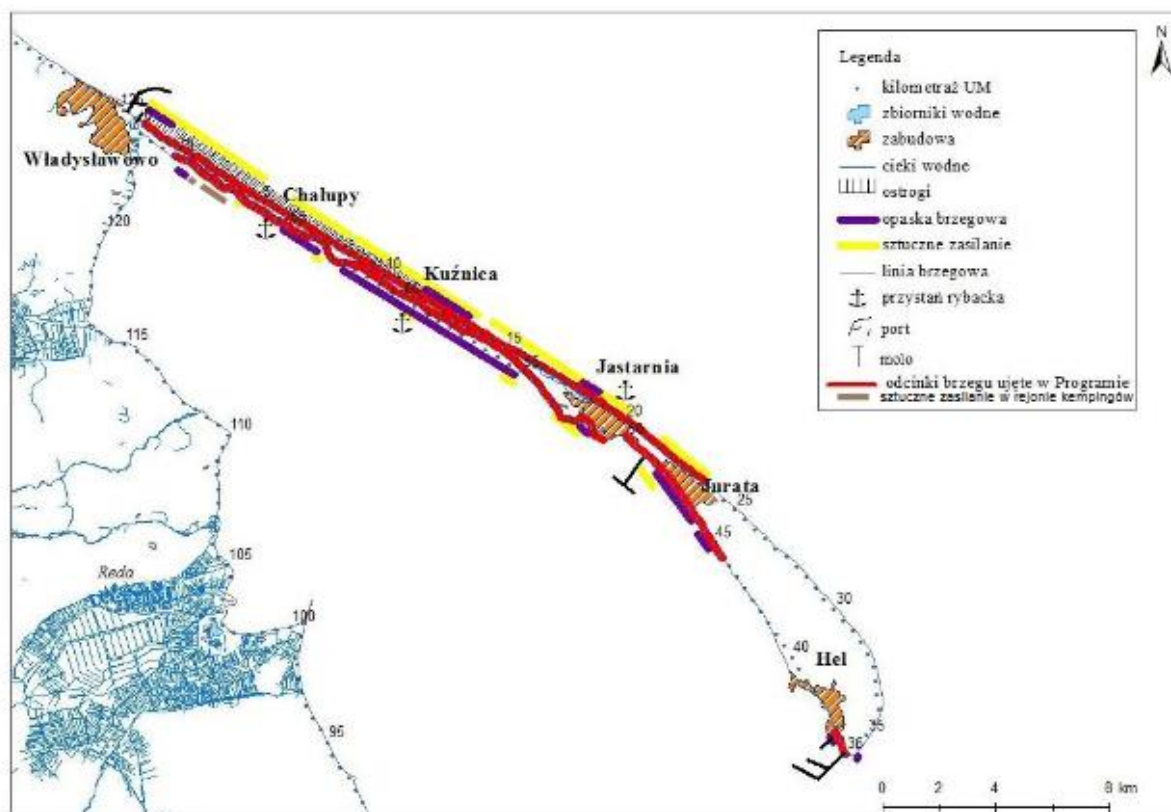 N
Legenda
kilometraż UM
zbiorniki wodne
zabudowa
cieki wodne
ostrogi
opaska brzegowa
sztuczne zasilanie
linia brzegowa
przystań rybacka
port
molo
odcinki brzegu ujęte w Programie
sztuczne zasilanie w rejonie kempingów
Władysławowo
120
Chałupy
10
Kuźnica
115
15
Jastarnia
20
110
Jurata
25
45
105
Reda
100
30
40
Hel
95
36
0 2 4 8 km